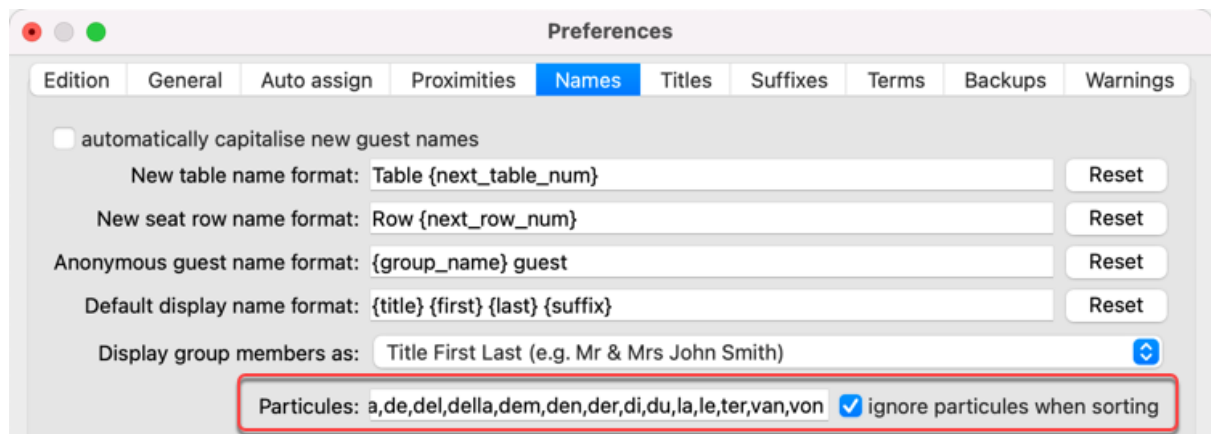 Preferences
Edition General Auto assign Proximities Names Titles Suffixes Terms Backups Warnings
automatically capitalise new guest names
New table name format: Table {next_table_num} Reset
New seat row name format: Row {next_row_num} Reset
Anonymous guest name format: {group_name} guest Reset
Default display name format: {title} {first} {last} {suffix} Reset
Display group members as: Title First Last (e.g. Mr & Mrs John Smith)
Particules: a,de,del,della,dem,den,der,di,du,la,le,ter,van,von ignore particules when sorting